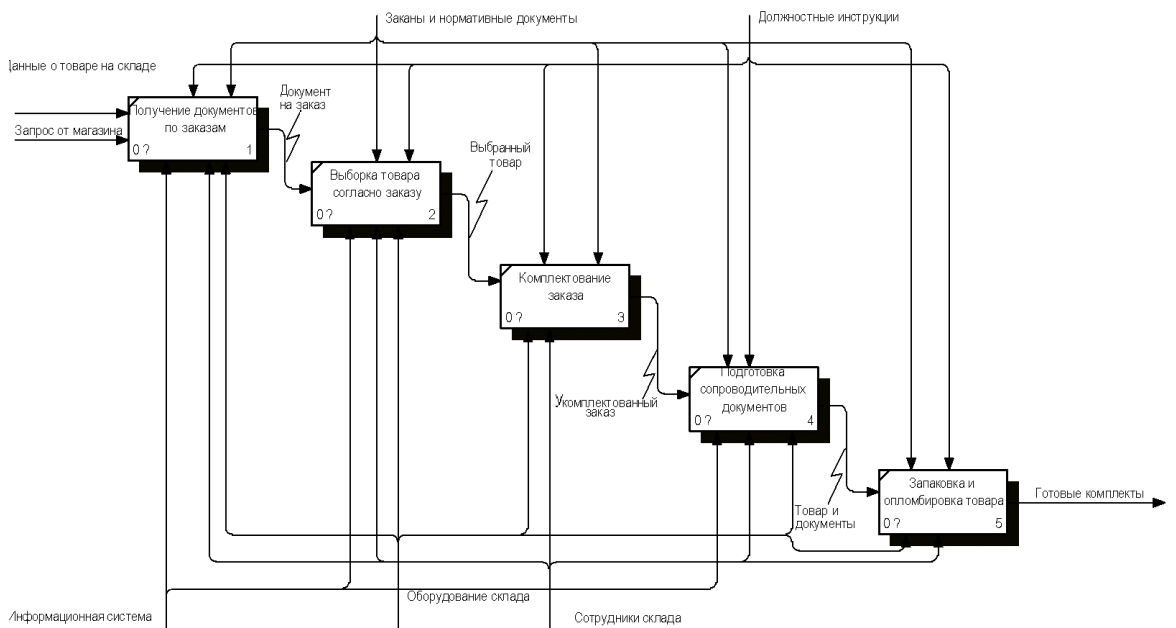 Заканы и нормативные документы
Должностные инструкции
Данные о товаре на складе
Запрос от магазина
Получение документов
по заказам
0 ? 1
Документ
на заказ
Выборка товара
согласно заказу
0 ? 2
Выбранный
товар
Комплектование
заказа
0 ? 3
Укомплектованный
заказ
Подготовка
сопроводительных
документов
0 ? 4
Товар и
документы
Запаковка и
опломбировка товара
0 ? 5
Готовые комплекты
Информационная система
Оборудование склада
Сотрудники склада